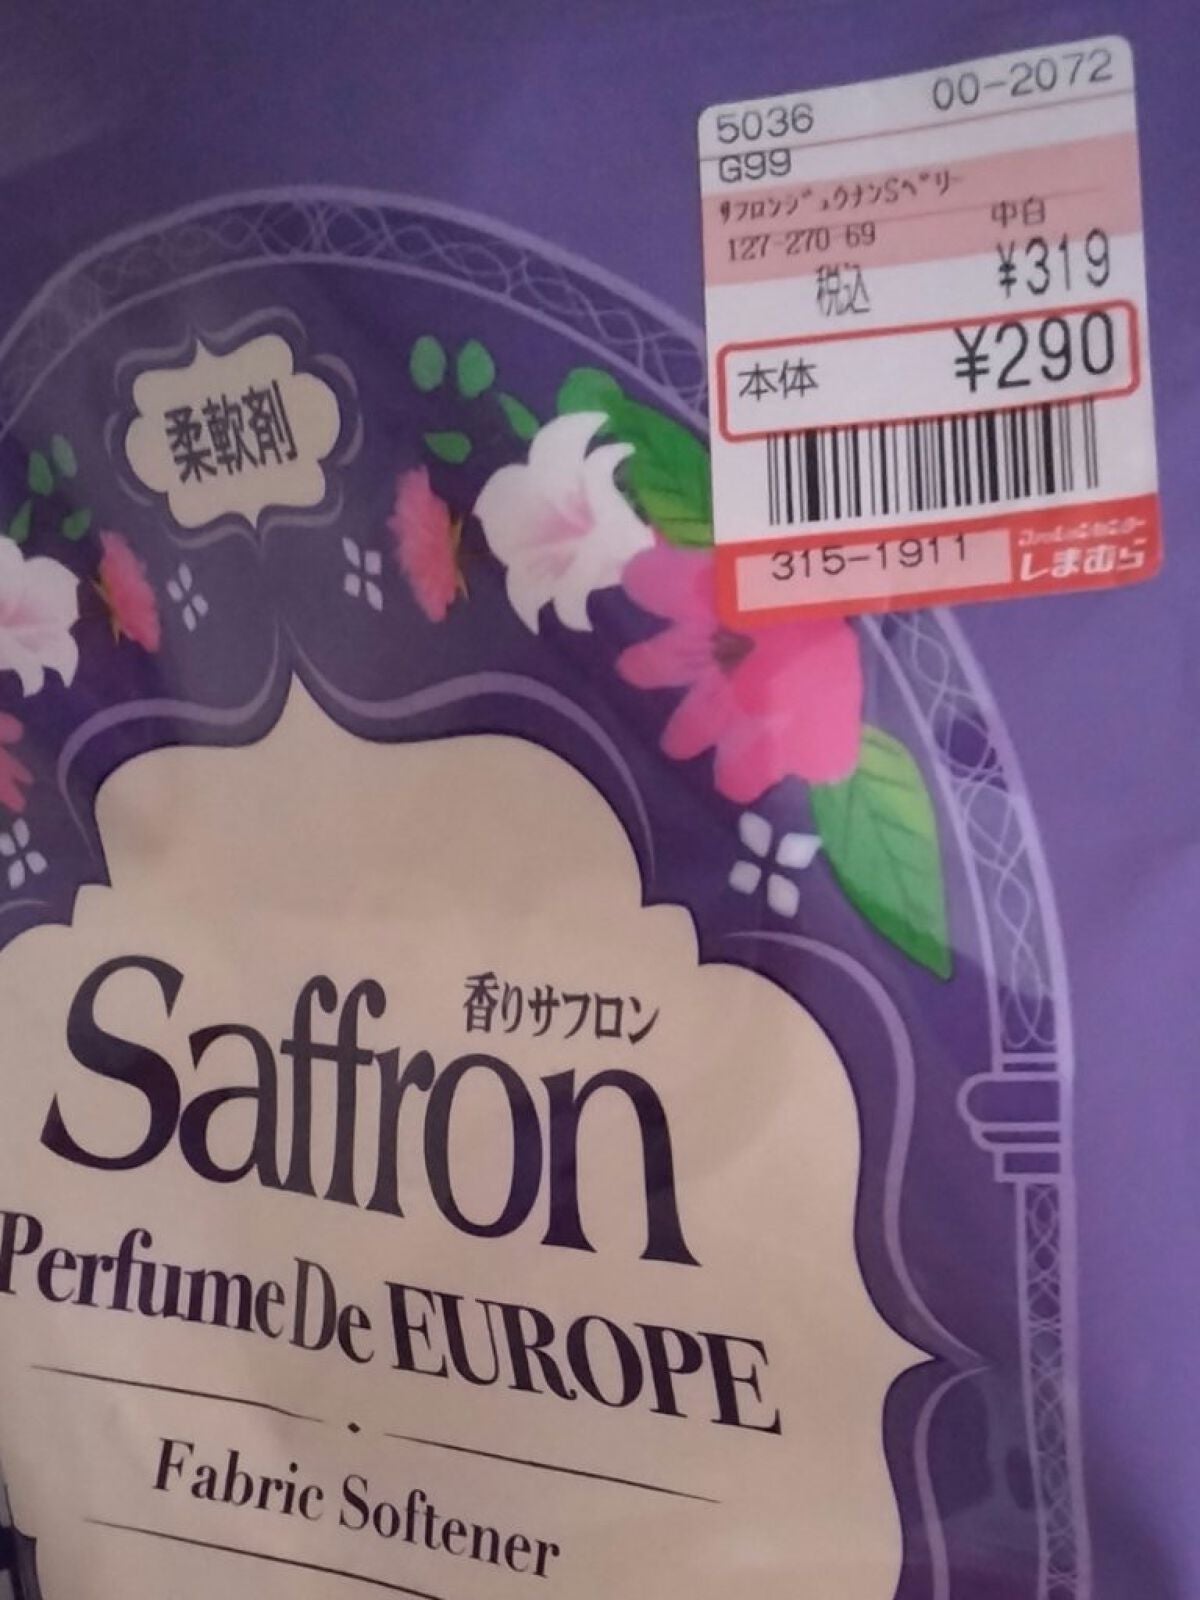 5036 00-2072
G99
サフロンジュウナンSペリー
127-270-69 中白
税込 ¥319
本体 ¥290
315-1911
しまむら
柔軟剤
香りサフロン
Saffron
Perfume De EUROPE
Fabric Softener